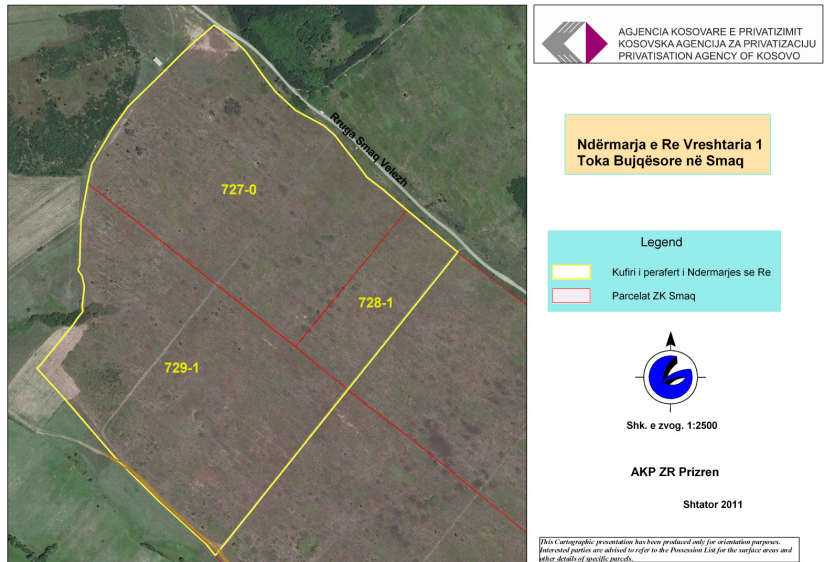 AGJENCIA KOSOVARE E PRIVATIZIMIT
KOSOVSKA AGENCIJA ZA PRIVATIZACIJU
PRIVATISATION AGENCY OF KOSOVO
Ndërmarja e Re Vreshtaria 1
Toka Bujqësore në Smaq
Legend
Kufiri i perafert i Ndermarjes se Re
Parcelat ZK Smaq
Shk. e zvog. 1:2500
AKP ZR Prizren
Shtator 2011
This Cartographic presentation has been produced only for orientation purposes.
Interested parties are advised to refer to the Possession List for the surface areas and
other details of specific parcels.
Rruga Smaq Velezh
727-0
728-1
729-1